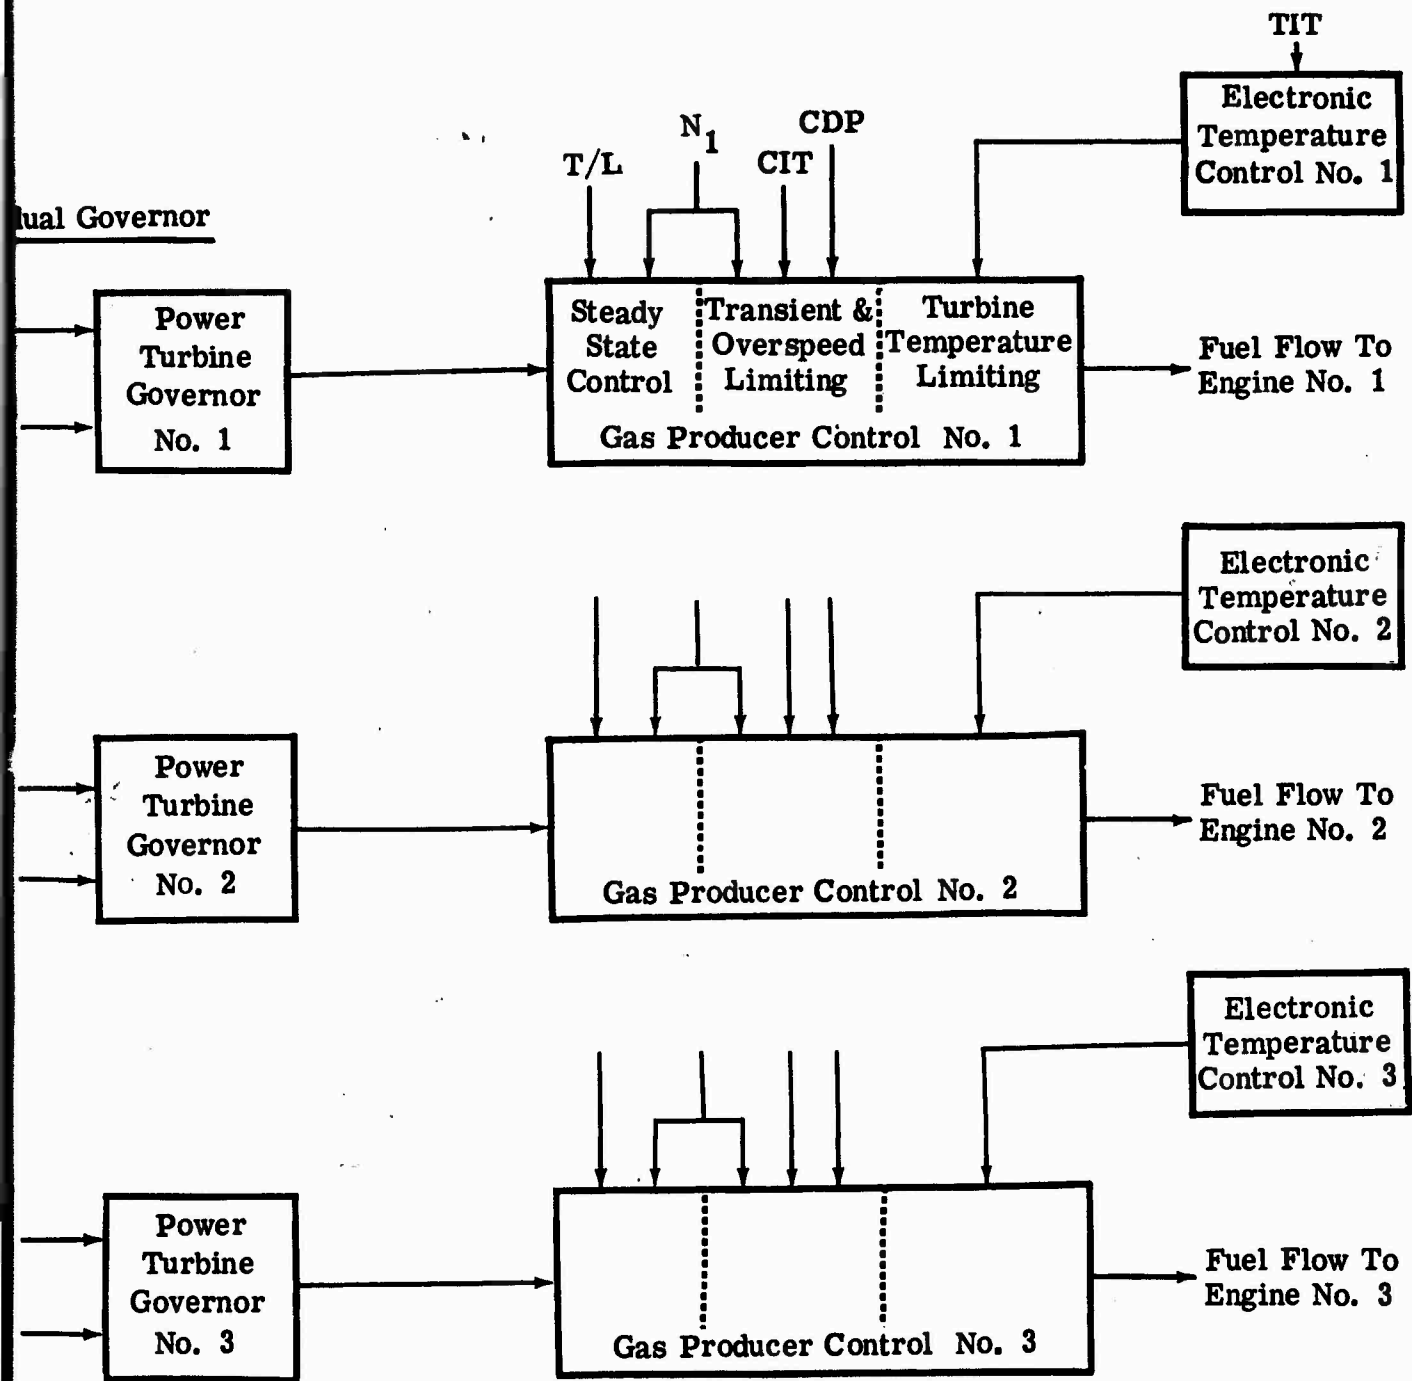 TIT
Electronic
Temperature
Control No. 1
N1
CDP
T/L
CIT
Governor
Power
Turbine
Governor
No. 1
Steady
State
Control
Transient &
Overspeed
Limiting
Turbine
Temperature
Limiting
Gas Producer Control No. 1
Fuel Flow To
Engine No. 1
Electronic
Temperature
Control No. 2
Power
Turbine
Governor
No. 2
Gas Producer Control No. 2
Fuel Flow To
Engine No. 2
Electronic
Temperature
Control No. 3
Power
Turbine
Governor
No. 3
Gas Producer Control No. 3
Fuel Flow To
Engine No. 3